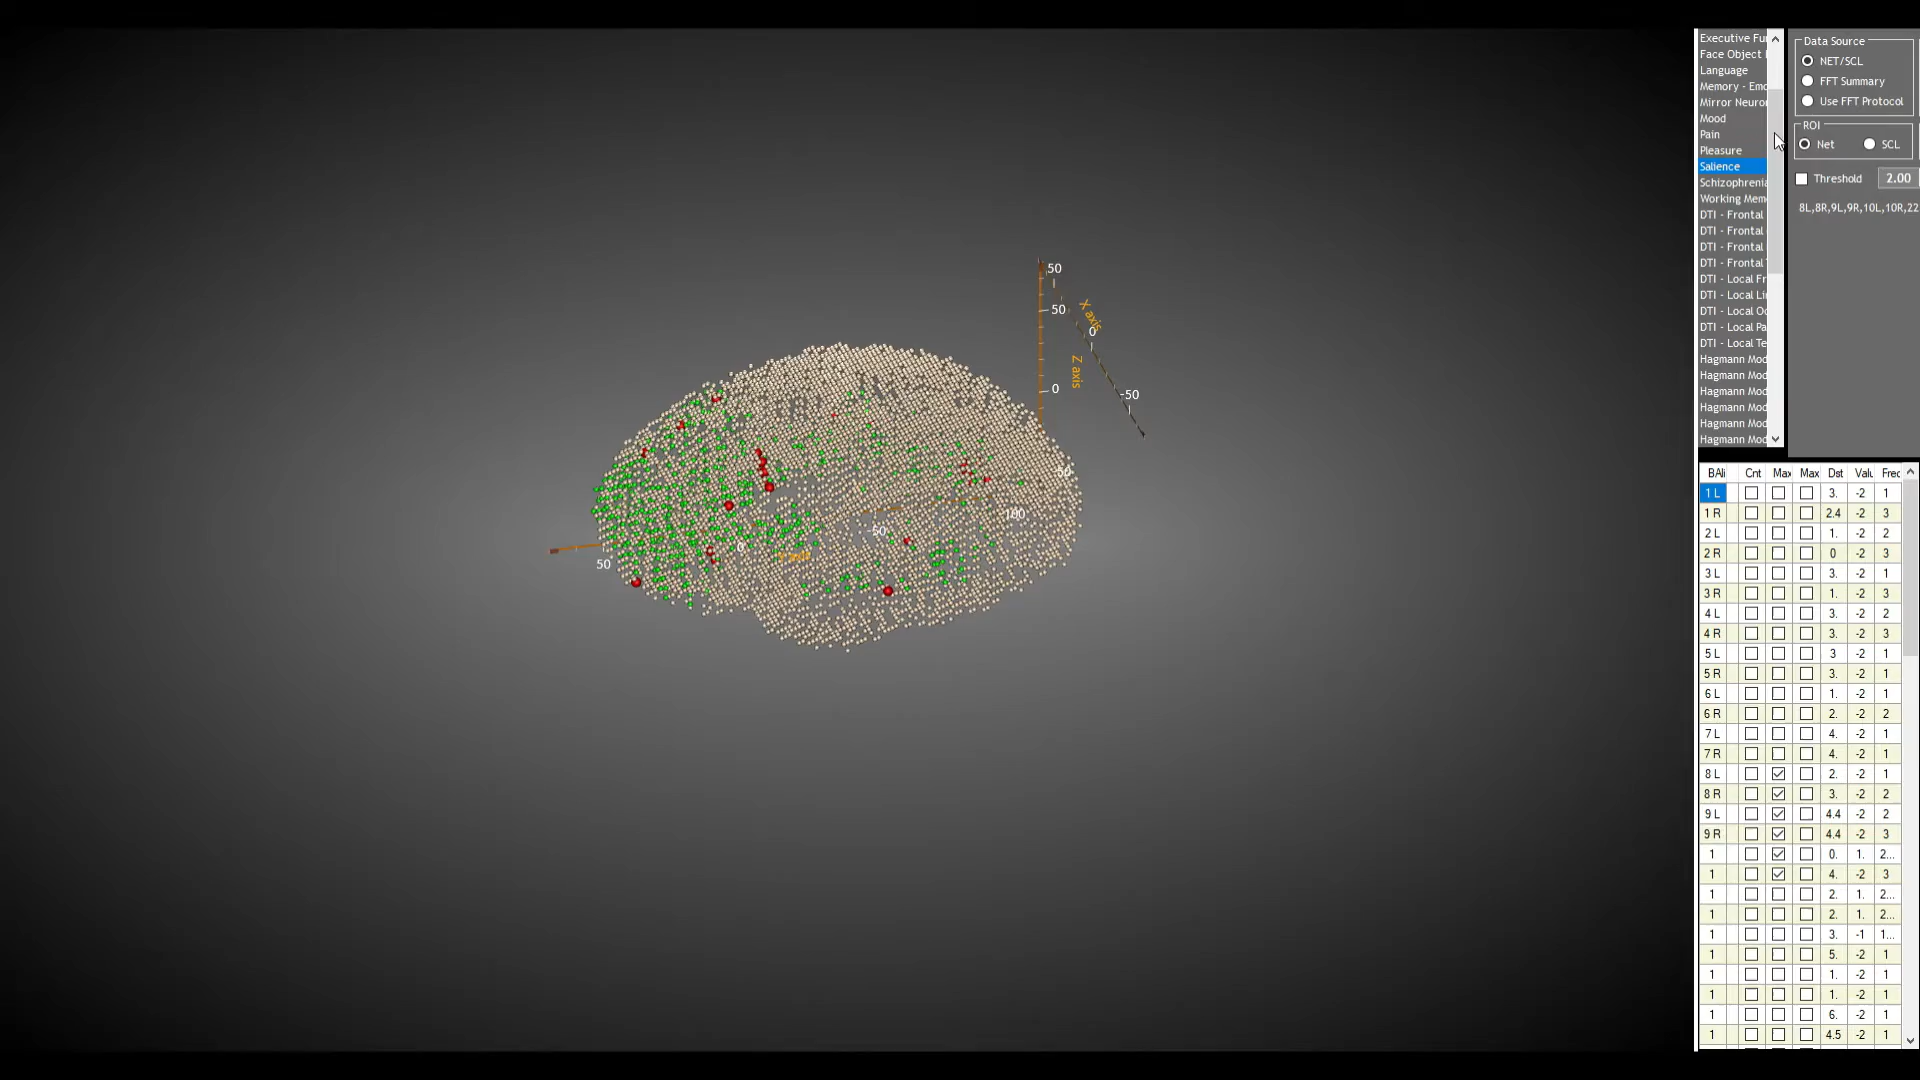 Executive Fu
Face Object
Language
Memory - Emo
Mirror Neuro
Mood
Pain
Pleasure
Salience
Schizophrenia
Working Mem
DTI - Frontal
DTI - Frontal
DTI - Frontal
DTI - Frontal
DTI - Local Fr
DTI - Local Li
DTI - Local Oc
DTI - Local Pa
DTI - Local Te
Hagmann Mod
Hagmann Mod
Hagmann Mod
Hagmann Mod
Hagmann Mod
Hagmann Mod
Data Source
NET/SCL
FFT Summary
Use FFT Protocol
ROI
Net SCL
Threshold 2.00
8L,8R,9L,9R,10L,10R,22
50
50
X axis
0
Z axis
0
-50
50
0
-50
-100
50
BAli Cnt Max Max Dst Valu Frec
1 L 3. -2 1
1 R 2.4 -2 3
2 L 1. -2 2
2 R 0 -2 3
3 L 3. -2 1
3 R 1. -2 3
4 L 3. -2 2
4 R 3. -2 3
5 L 3 -2 1
5 R 3. -2 1
6 L 1. -2 1
6 R 2. -2 2
7 L 4. -2 1
7 R 4. -2 1
8 L 2. -2 1
8 R 3. -2 2
9 L 4.4 -2 2
9 R 4.4 -2 3
1 0. 1. 2...
1 4. -2 3
1 2. 1. 2...
1 2. 1. 2...
1 3. -1 1...
1 5. -2 1
1 1. -2 1
1 1. -2 1
1 6. -2 1
1 4.5 -2 1